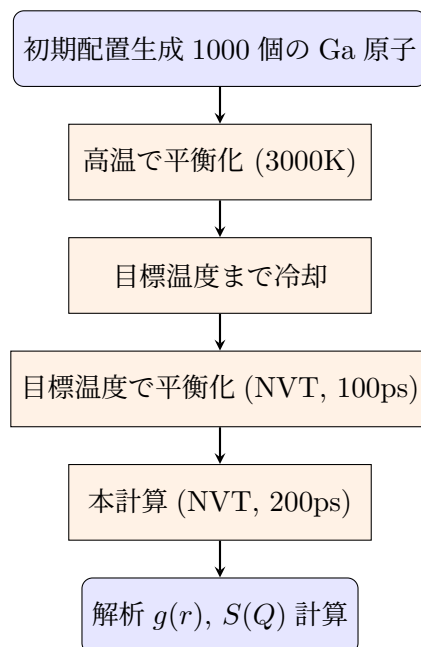 初期配置生成 1000 個の Ga 原子
高温で平衡化 (3000K)
目標温度まで冷却
目標温度で平衡化 (NVT, 100ps)
本計算 (NVT, 200ps)
解析 g(r), S(Q) 計算